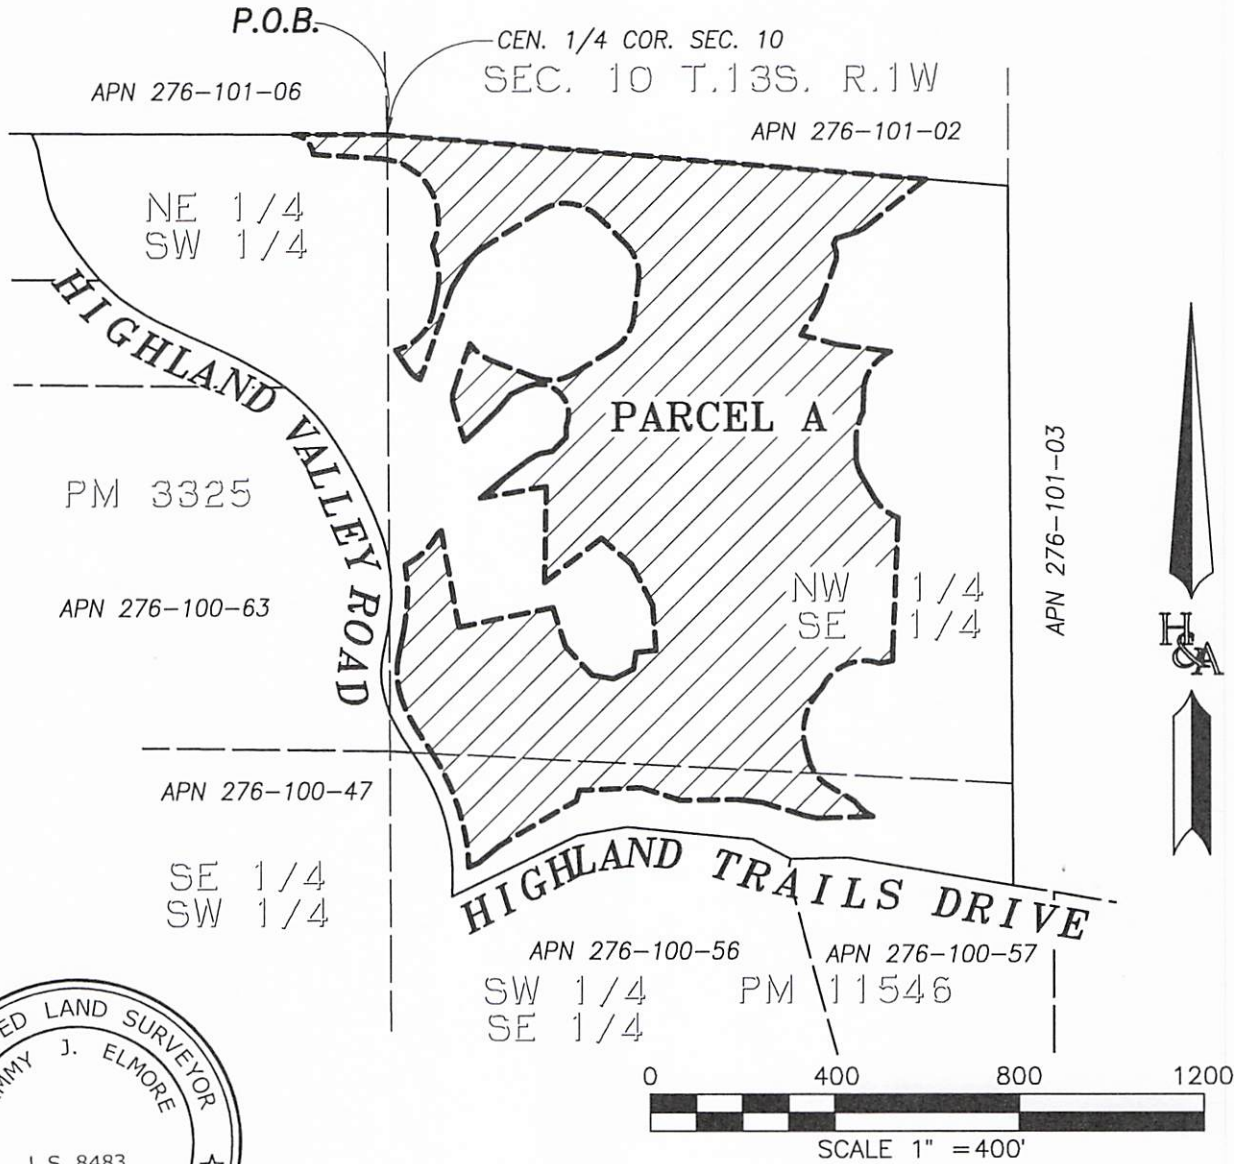 P.O.B.
CEN. 1/4 COR. SEC. 10
SEC. 10 T.13S. R.1W
APN 276-101-06
APN 276-101-02
NE 1/4
SW 1/4
HIGHLAND VALLEY ROAD
PARCEL A
APN 276-101-03
PM 3325
APN 276-100-63
NW 1/4
SE 1/4
H&A
APN 276-100-47
SE 1/4
SW 1/4
HIGHLAND TRAILS DRIVE
APN 276-100-56
APN 276-100-57
SW 1/4
SE 1/4
PM 11546
LAND SURVEYOR
J. ELMORE
L.S. 8483
0 400 800 1200
SCALE 1" =400'